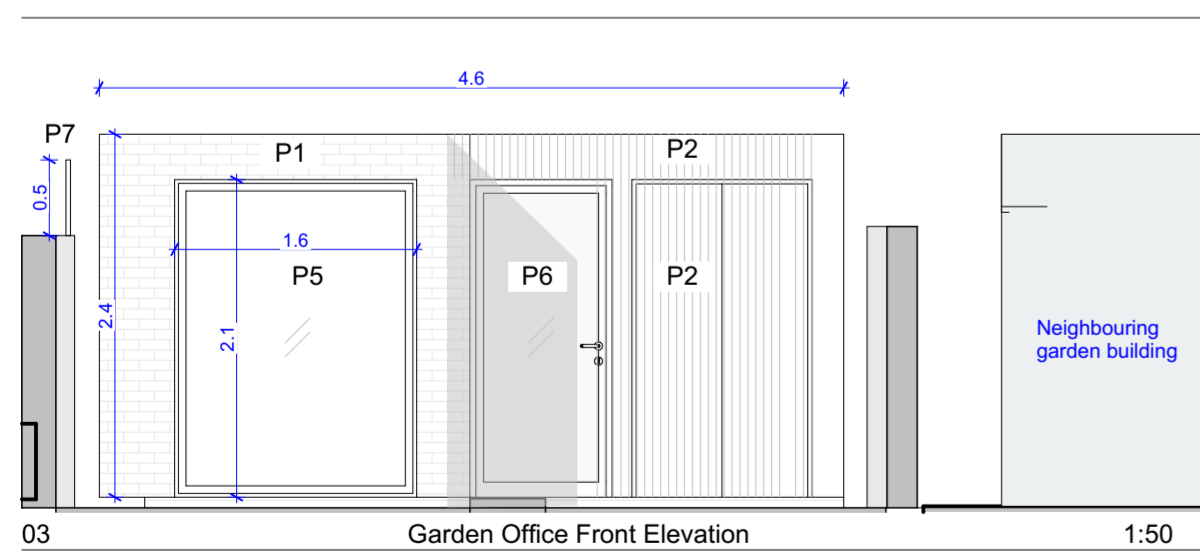 4.6
P7
P1
P2
0.5
1.6
P5
P6
P2
2.4
2.1
Neighbouring
garden building
03
Garden Office Front Elevation
1:50